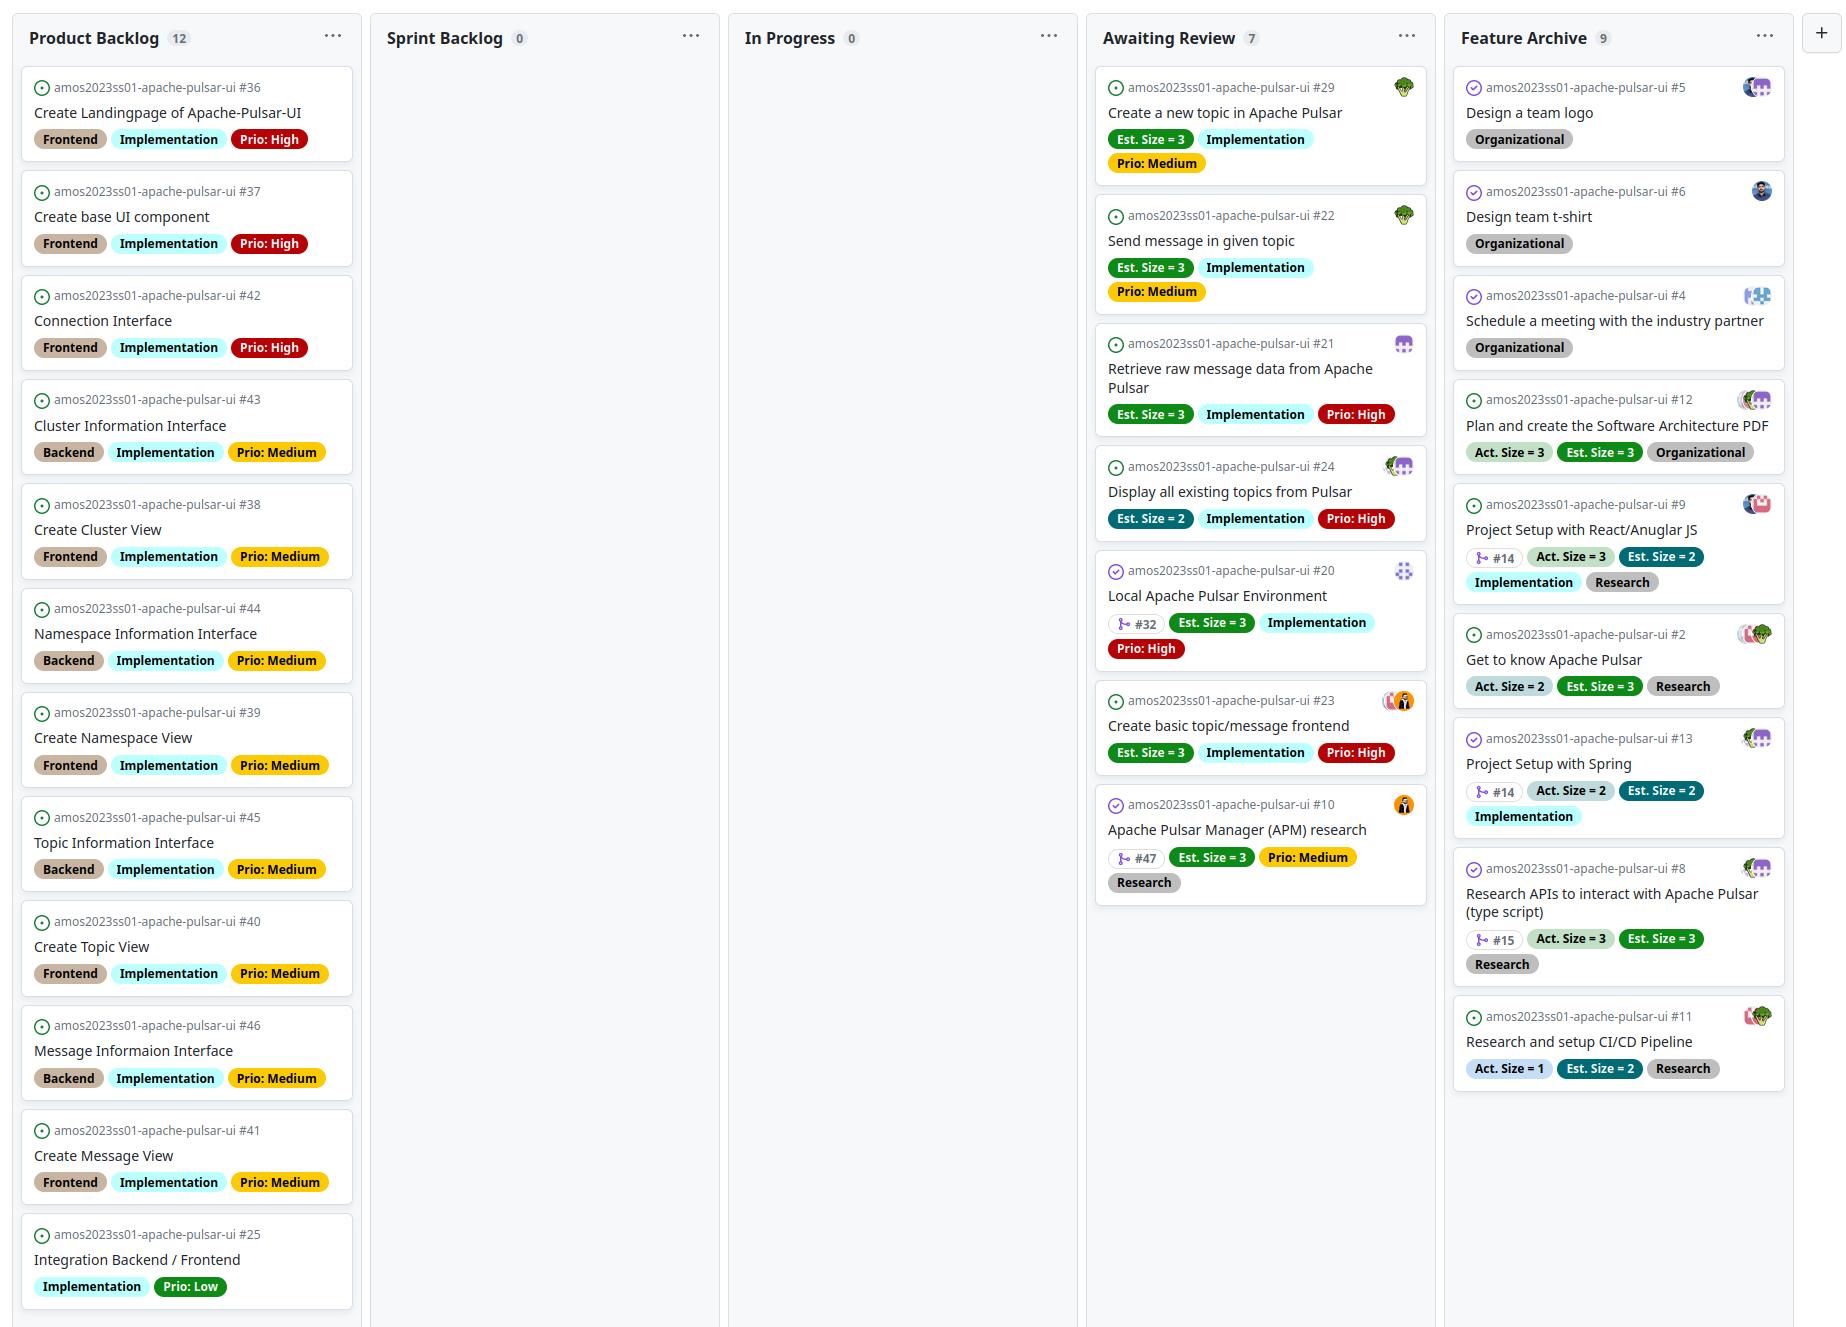 Product Backlog 12
amos2023ss01-apache-pulsar-ui #36
Create Landingpage of Apache-Pulsar-UI
Frontend Implementation Prio: High
amos2023ss01-apache-pulsar-ui #37
Create base UI component
Frontend Implementation Prio: High
amos2023ss01-apache-pulsar-ui #42
Connection Interface
Frontend Implementation Prio: High
amos2023ss01-apache-pulsar-ui #43
Cluster Information Interface
Backend Implementation Prio: Medium
amos2023ss01-apache-pulsar-ui #38
Create Cluster View
Frontend Implementation Prio: Medium
amos2023ss01-apache-pulsar-ui #44
Namespace Information Interface
Backend Implementation Prio: Medium
amos2023ss01-apache-pulsar-ui #39
Create Namespace View
Frontend Implementation Prio: Medium
amos2023ss01-apache-pulsar-ui #45
Topic Information Interface
Backend Implementation Prio: Medium
amos2023ss01-apache-pulsar-ui #40
Create Topic View
Frontend Implementation Prio: Medium
amos2023ss01-apache-pulsar-ui #46
Message Informaion Interface
Backend Implementation Prio: Medium
amos2023ss01-apache-pulsar-ui #41
Create Message View
Frontend Implementation Prio: Medium
amos2023ss01-apache-pulsar-ui #25
Integration Backend / Frontend
Implementation Prio: Low
Sprint Backlog 0
In Progress 0
Awaiting Review 7
amos2023ss01-apache-pulsar-ui #29
Create a new topic in Apache Pulsar
Est. Size = 3 Implementation
Prio: Medium
amos2023ss01-apache-pulsar-ui #22
Send message in given topic
Est. Size = 3 Implementation
Prio: Medium
amos2023ss01-apache-pulsar-ui #21
Retrieve raw message data from Apache
Pulsar
Est. Size = 3 Implementation Prio: High
amos2023ss01-apache-pulsar-ui #24
Display all existing topics from Pulsar
Est. Size = 2 Implementation Prio: High
amos2023ss01-apache-pulsar-ui #20
Local Apache Pulsar Environment
#32 Est. Size = 3 Implementation
Prio: High
amos2023ss01-apache-pulsar-ui #23
Create basic topic/message frontend
Est. Size = 3 Implementation Prio: High
amos2023ss01-apache-pulsar-ui #10
Apache Pulsar Manager (APM) research
#47 Est. Size = 3 Prio: Medium
Research
Feature Archive 9
amos2023ss01-apache-pulsar-ui #5
Design a team logo
Organizational
amos2023ss01-apache-pulsar-ui #6
Design team t-shirt
Organizational
amos2023ss01-apache-pulsar-ui #4
Schedule a meeting with the industry partner
Organizational
amos2023ss01-apache-pulsar-ui #12
Plan and create the Software Architecture PDF
Act. Size = 3 Est. Size = 3 Organizational
amos2023ss01-apache-pulsar-ui #9
Project Setup with React/Anuglar JS
#14 Act. Size = 3 Est. Size = 2
Implementation Research
amos2023ss01-apache-pulsar-ui #2
Get to know Apache Pulsar
Act. Size = 2 Est. Size = 3 Research
amos2023ss01-apache-pulsar-ui #13
Project Setup with Spring
#14 Act. Size = 2 Est. Size = 2
Implementation
amos2023ss01-apache-pulsar-ui #8
Research APIs to interact with Apache Pulsar
(type script)
#15 Act. Size = 3 Est. Size = 3
Research
amos2023ss01-apache-pulsar-ui #11
Research and setup CI/CD Pipeline
Act. Size = 1 Est. Size = 2 Research